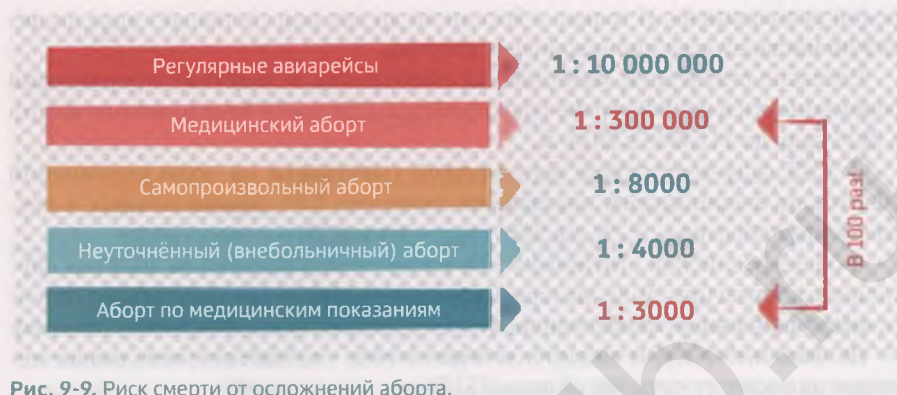 Регулярные авиарейсы 1 : 10 000 000
Медицинский аборт 1 : 300 000
Самопроизвольный аборт 1 : 8000
Неуточнённый (внебольничный) аборт 1 : 4000
Аборт по медицинским показаниям 1 : 3000
В 100 раз!
Рис. 9-9. Риск смерти от осложнений аборта.